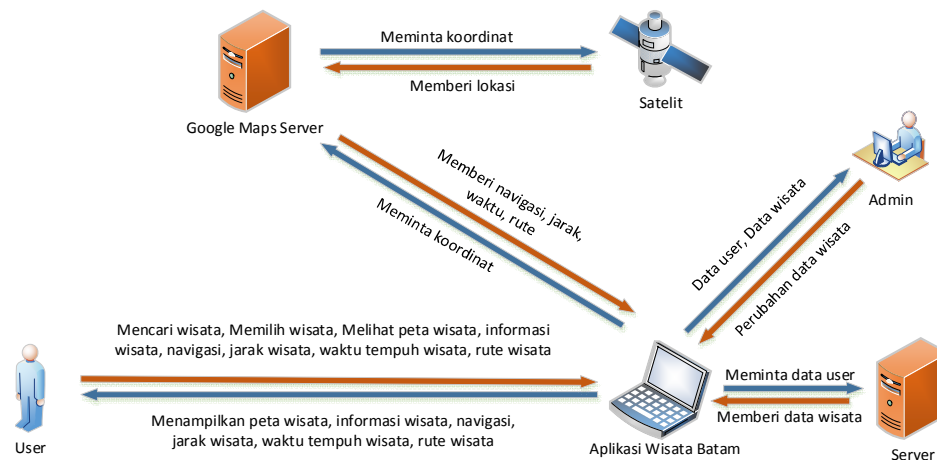 Meminta koordinat
Memberi lokasi
Google Maps Server
Satelit
Memberi navigasi, jarak,
waktu, rute
Meminta koordinat
Admin
Data user, Data wisata
Perubahan data wisata
Mencari wisata, Memilih wisata, Melihat peta wisata, informasi
wisata, navigasi, jarak wisata, waktu tempuh wisata, rute wisata
Menampilkan peta wisata, informasi wisata, navigasi,
jarak wisata, waktu tempuh wisata, rute wisata
User
Meminta data user
Memberi data wisata
Aplikasi Wisata Batam
Server